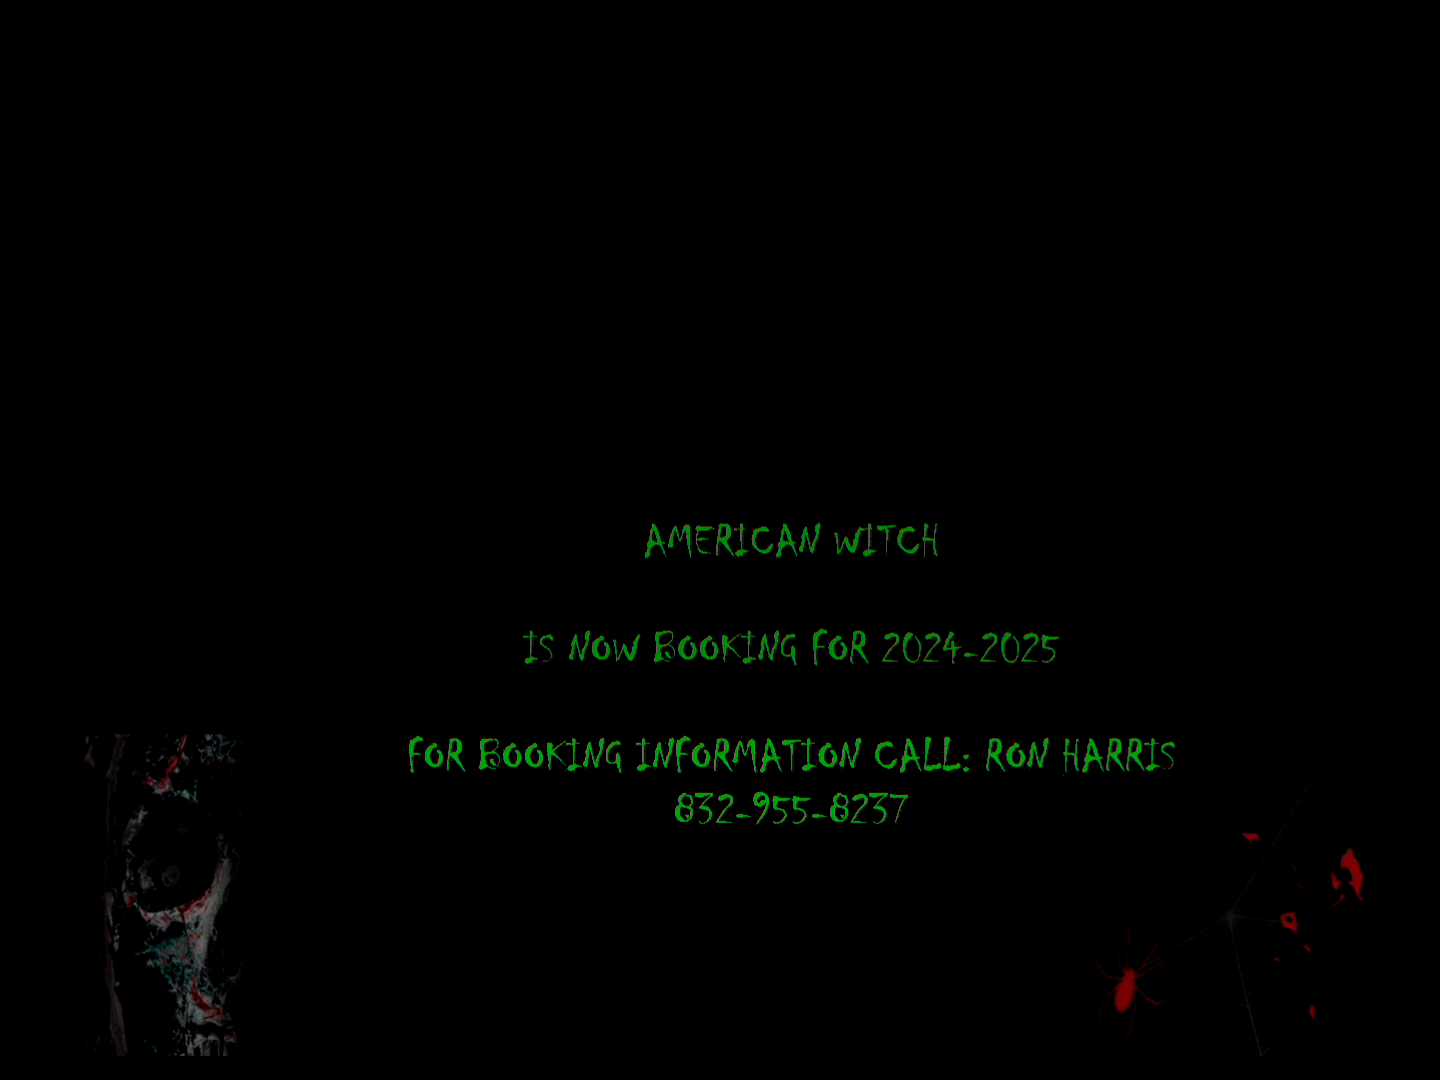 AMERICAN WITCH
IS NOW BOOKING FOR 2024-2025
FOR BOOKING INFORMATION CALL: RON HARRIS
832-955-8237